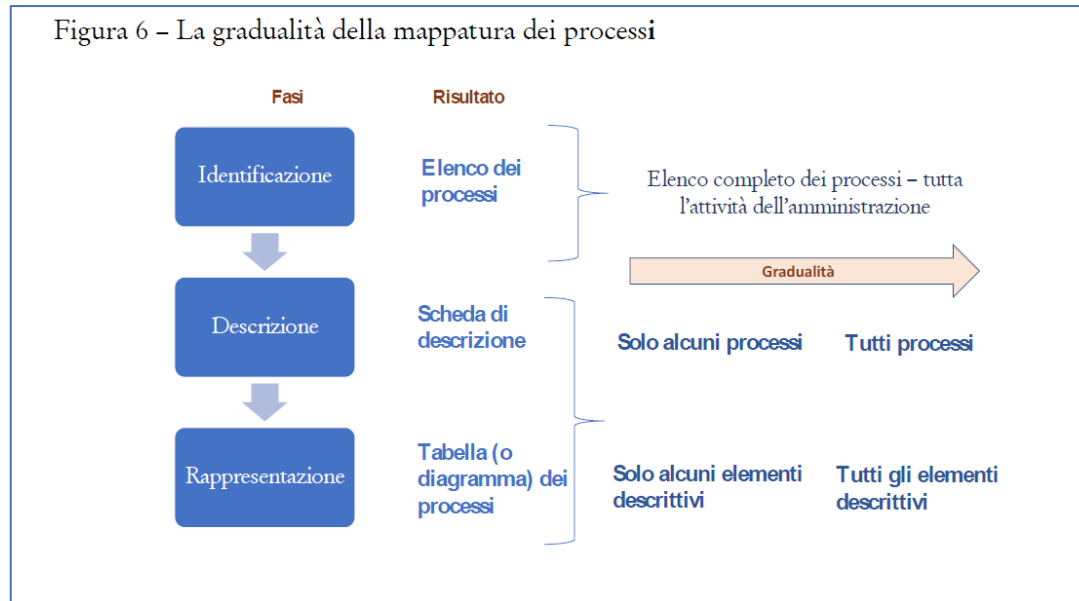 Figura 6 – La gradualità della mappatura dei processi
Fasi
Risultato
Identificazione
Elenco dei
processi
Elenco completo dei processi – tutta
l'attività dell'amministrazione
Gradualità
Descrizione
Scheda di
descrizione
Solo alcuni processi
Tutti processi
Rappresentazione
Tabella (o
diagramma) dei
processi
Solo alcuni elementi
descrittivi
Tutti gli elementi
descrittivi